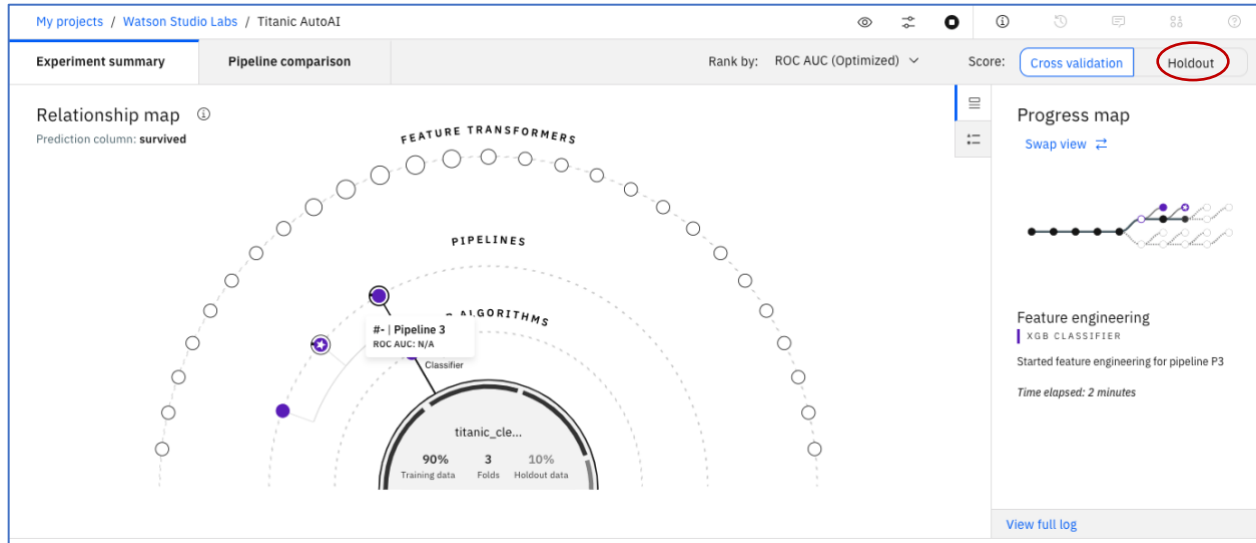 My projects / Watson Studio Labs / Titanic AutoAI
Experiment summary
Pipeline comparison
Rank by: ROC AUC (Optimized)
Score: Cross validation Holdout
Relationship map
Prediction column: survived
FEATURE TRANSFORMERS
PIPELINES
ALGORITHMS
#- | Pipeline 3
ROC AUC: N/A
Classifier
titanic_cle...
90% 3 10%
Training data Folds Holdout data
Progress map
Swap view
Feature engineering
XGB CLASSIFIER
Started feature engineering for pipeline P3
Time elapsed: 2 minutes
View full log